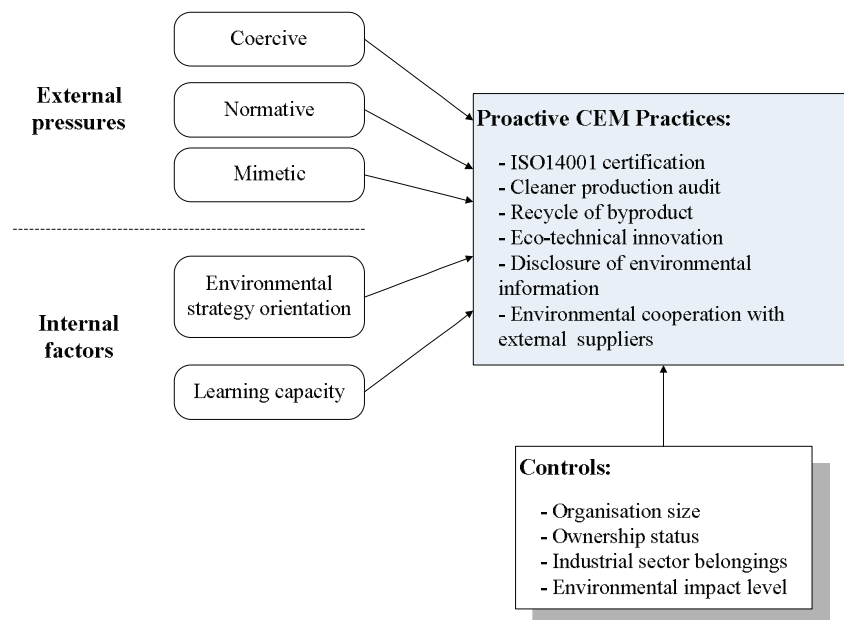 External
pressures
Coercive
Normative
Mimetic
Internal
factors
Environmental
strategy orientation
Learning capacity
Proactive CEM Practices:
- ISO14001 certification
- Cleaner production audit
- Recycle of byproduct
- Eco-technical innovation
- Disclosure of environmental
information
- Environmental cooperation with
external suppliers
Controls:
- Organisation size
- Ownership status
- Industrial sector belongings
- Environmental impact level